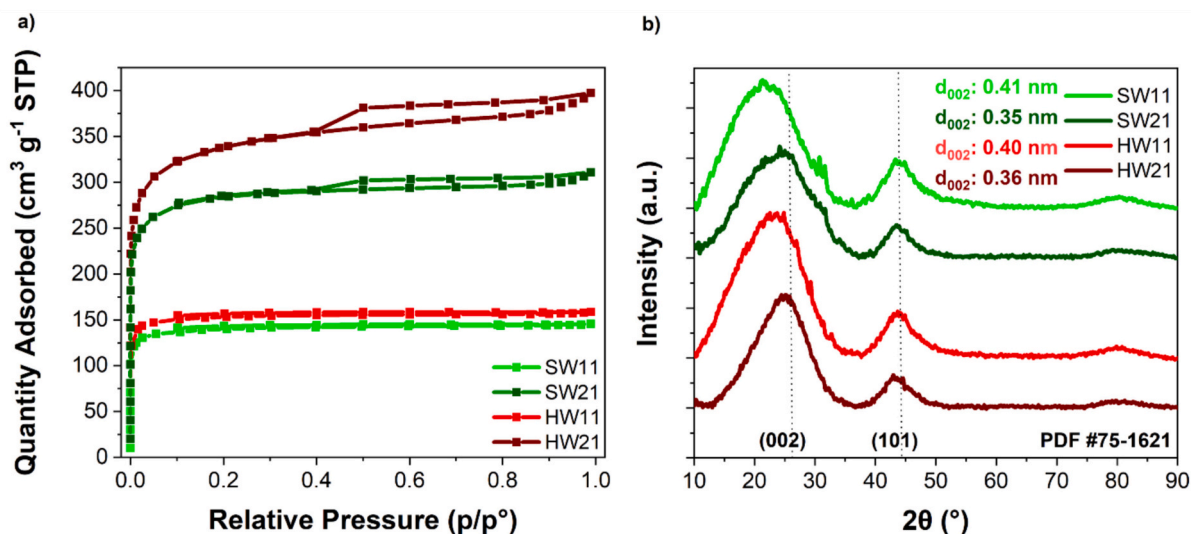 a)
Quantity Adsorbed (cm³ g⁻¹ STP)
400
350
300
250
200
150
100
50
0
0.0 0.2 0.4 0.6 0.8 1.0
Relative Pressure (p/p°)
SW11
SW21
HW11
HW21
b)
Intensity (a.u.)
d₀₀₂: 0.41 nm SW11
d₀₀₂: 0.35 nm SW21
d₀₀₂: 0.40 nm HW11
d₀₀₂: 0.36 nm HW21
(002) (101) PDF #75-1621
10 20 30 40 50 60 70 80 90
2θ (°)